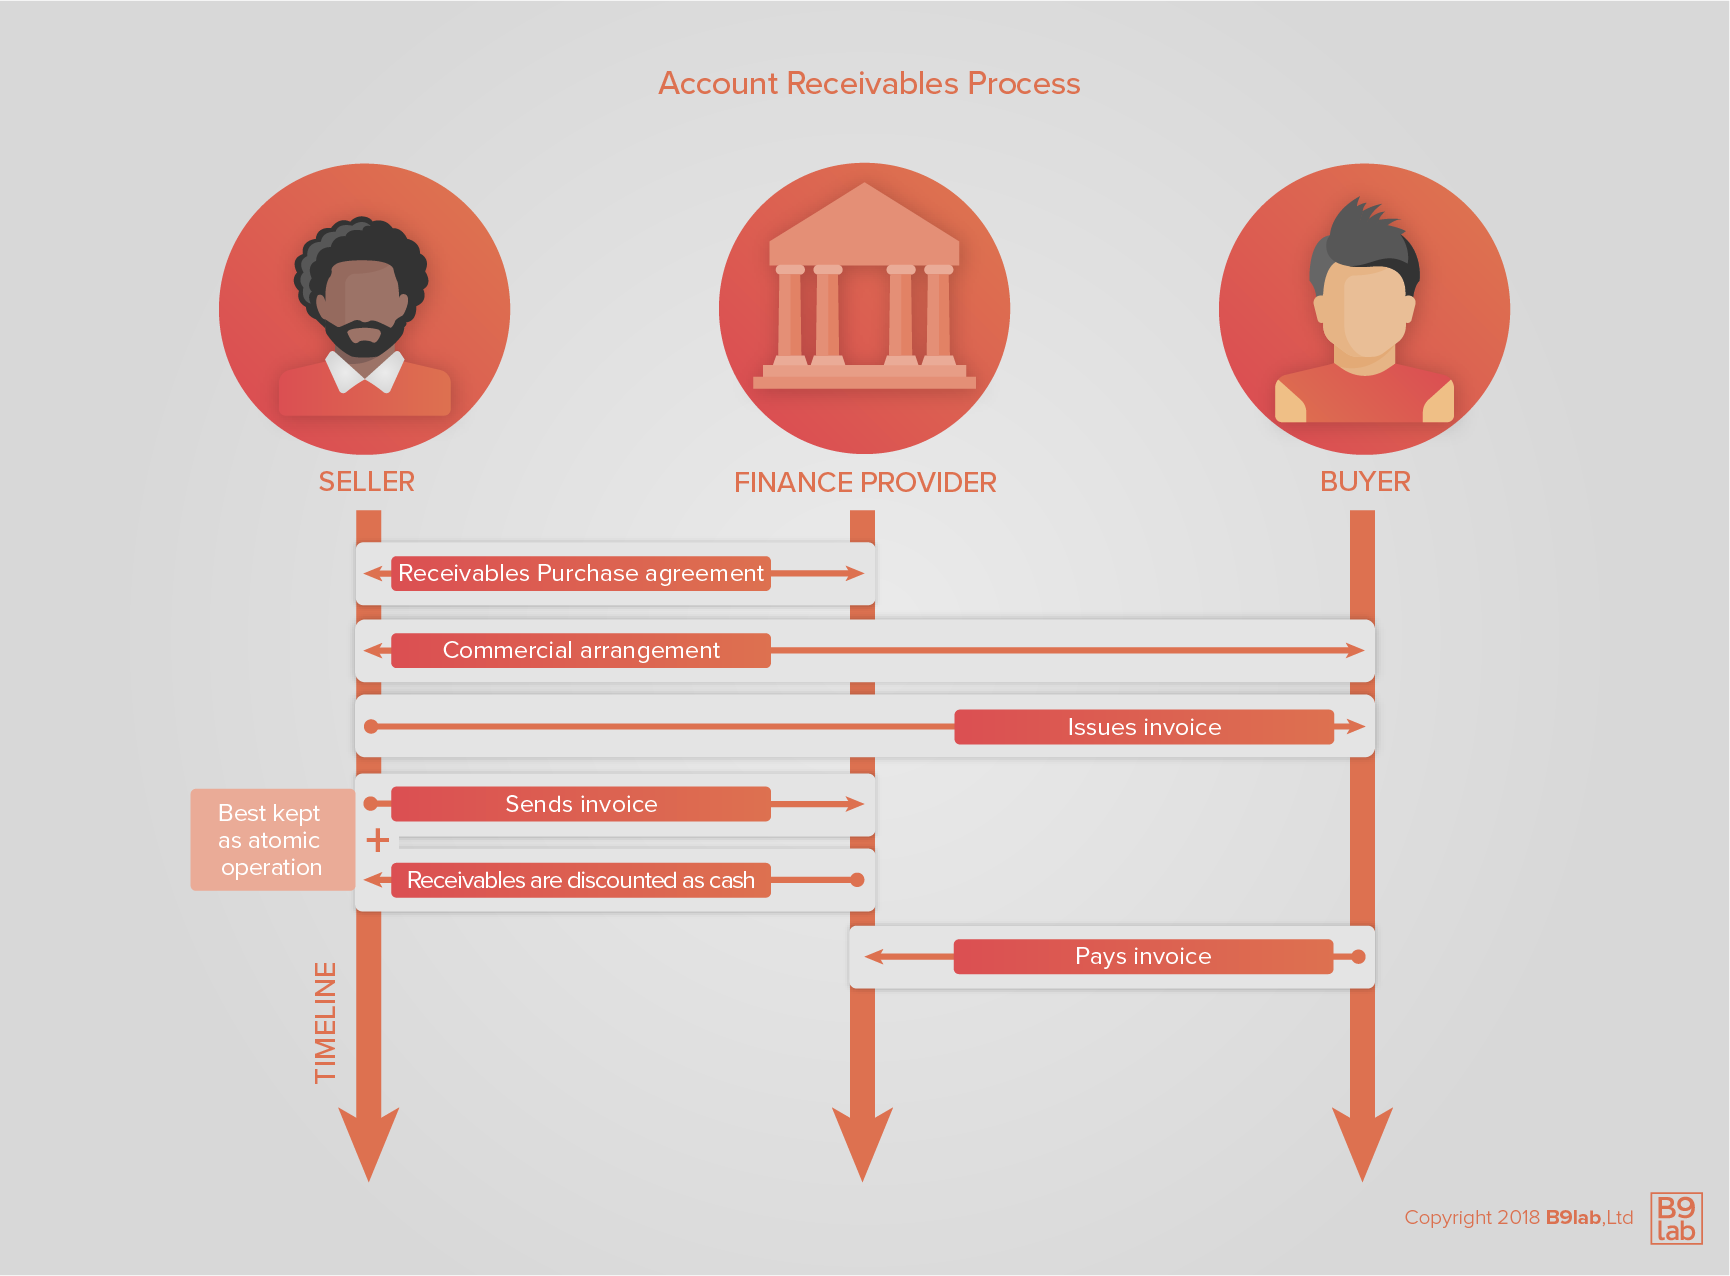 Account Receivables Process
SELLER
FINANCE PROVIDER
BUYER
Receivables Purchase agreement
Commercial arrangement
Issues invoice
Sends invoice
Best kept
as atomic
operation
+
Receivables are discounted as cash
Pays invoice
TIMELINE
Copyright 2018 B9lab,Ltd
B9
lab